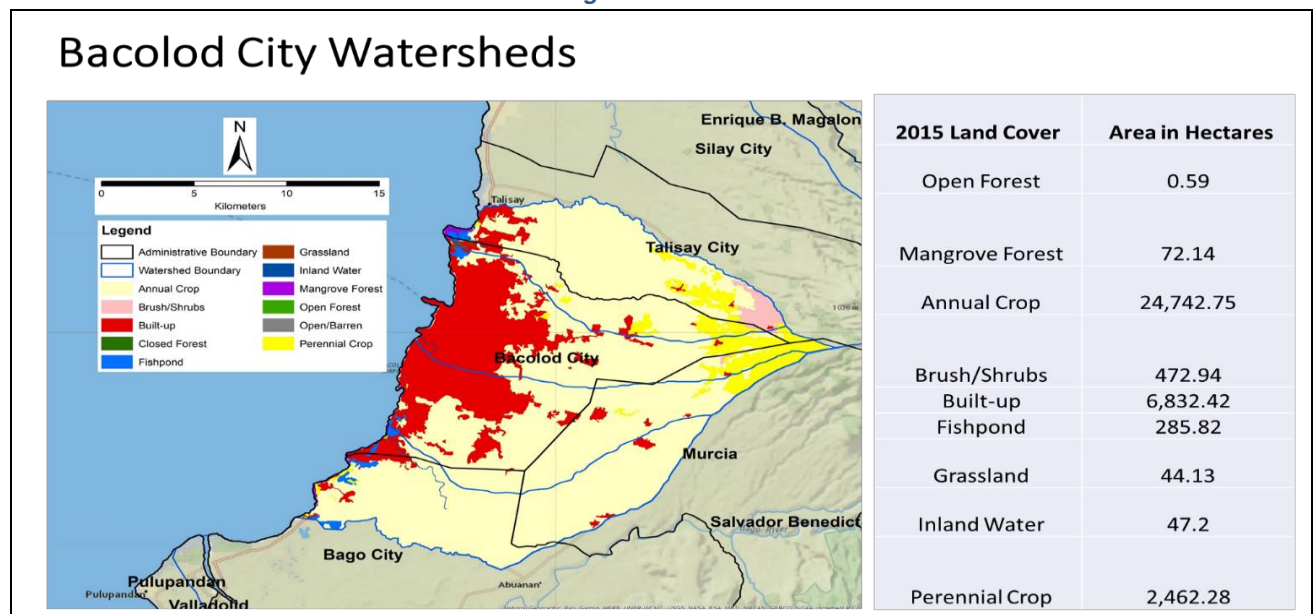 Bacolod City Watersheds
N
0 5 10 15
Kilometers
Legend
Administrative Boundary
Watershed Boundary
Annual Crop
Brush/Shrubs
Built-up
Closed Forest
Fishpond
Grassland
Inland Water
Mangrove Forest
Open Forest
Open/Barren
Perennial Crop
Enrique B. Magalon
Silay City
Talisay
Talisay City
Bacolod City
Murcia
Salvador Benedict
Bago River
Bago City
Abuanan
Pulupandan
Pulupandan
Valladolid
2015 Land Cover Area in Hectares
Open Forest 0.59
Mangrove Forest 72.14
Annual Crop 24,742.75
Brush/Shrubs 472.94
Built-up 6,832.42
Fishpond 285.82
Grassland 44.13
Inland Water 47.2
Perennial Crop 2,462.28